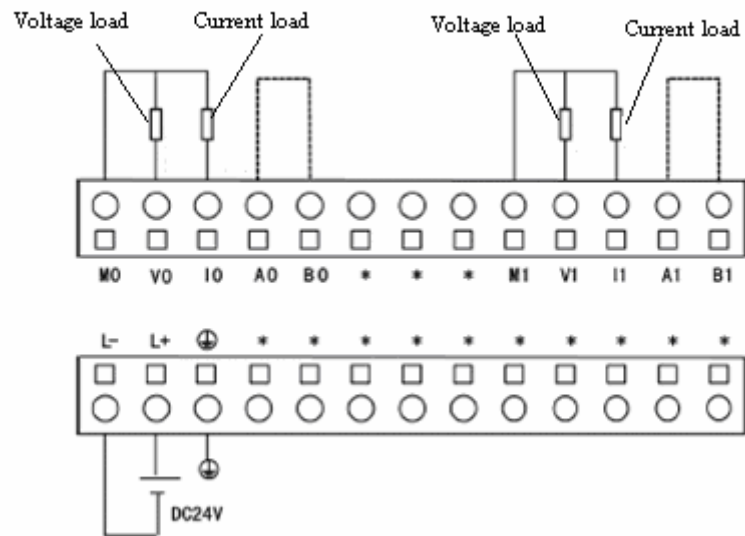 Voltage load Current load Voltage load Current load
M0 V0 I0 A0 B0 * * * M1 V1 I1 A1 B1
L- L+ * * * * * * * * * *
DC24V